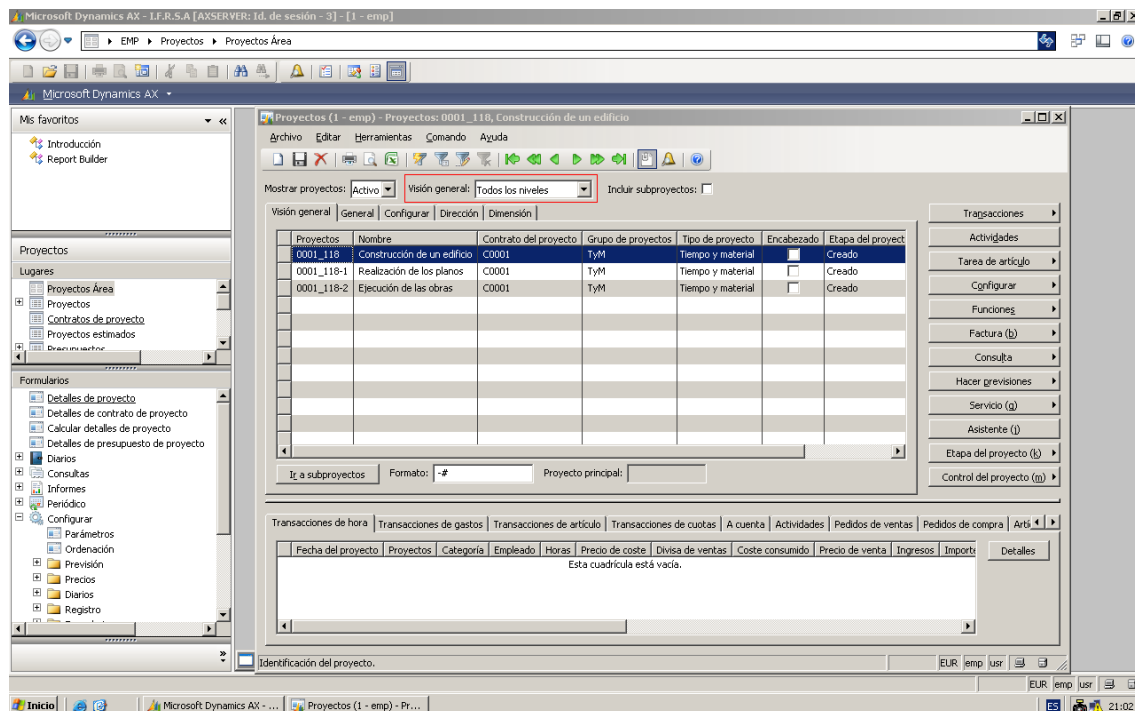 Microsoft Dynamics AX - I.F.R.S.A [AXSERVER: Id. de sesión - 3] - [1 - emp]
EMP Proyectos Proyectos Área
Microsoft Dynamics AX
Mis favoritos
Introducción
Report Builder
Proyectos
Lugares
Proyectos Área
Proyectos
Contratos de proyecto
Proyectos estimados
Presupuestos
Formularios
Detalles de proyecto
Detalles de contrato de proyecto
Calcular detalles de proyecto
Detalles de presupuesto de proyecto
Diarios
Consultas
Informes
Periódico
Configurar
Parámetros
Ordenación
Previsión
Precios
Diarios
Registro
Proyectos (1 - emp) - Proyectos: 0001_118, Construcción de un edificio
Archivo Editar Herramientas Comando Ayuda
Mostrar proyectos: Activo Visión general: Todos los niveles Incluir subproyectos:
Visión general General Configurar Dirección Dimensión
Proyectos Nombre Contrato del proyecto Grupo de proyectos Tipo de proyecto Encabezado Etapa del proyect
0001_118 Construcción de un edificio C0001 TyM Tiempo y material Creado
0001_118-1 Realización de los planos C0001 TyM Tiempo y material Creado
0001_118-2 Ejecución de las obras C0001 TyM Tiempo y material Creado
Ir a subproyectos Formato: -# Proyecto principal:
Transacciones
Actividades
Tarea de artículo
Configurar
Funciones
Factura (b)
Consulta
Hacer previsiones
Servicio (g)
Asistente (j)
Etapa del proyecto (k)
Control del proyecto (m)
Transacciones de hora Transacciones de gastos Transacciones de artículo Transacciones de cuotas A cuenta Actividades Pedidos de ventas Pedidos de compra Artí
Fecha del proyecto Proyectos Categoría Empleado Horas Precio de coste Divisa de ventas Coste consumido Precio de venta Ingresos Importe Detalles
Esta cuadrícula está vacía.
Identificación del proyecto. EUR emp usr
EUR emp usr
Inicio Microsoft Dynamics AX - ... Proyectos (1 - emp) - Pr... ES 21:02